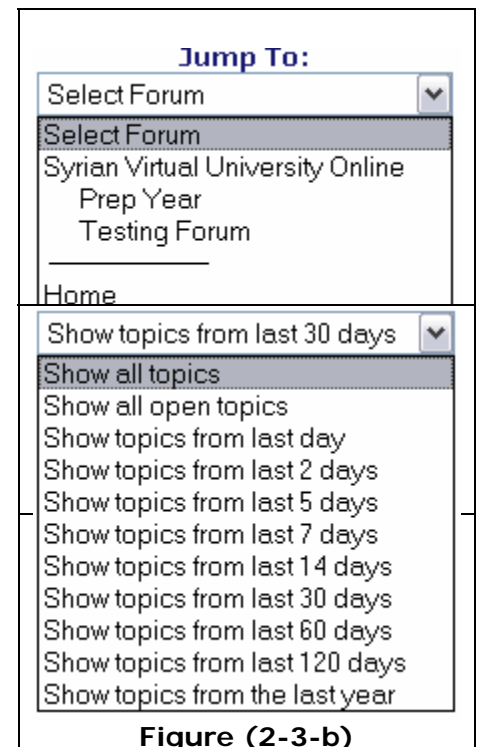 Jump To:
Select Forum
Select Forum
Syrian Virtual University Online
Prep Year
Testing Forum
Home
Show topics from last 30 days
Show all topics
Show all open topics
Show topics from last day
Show topics from last 2 days
Show topics from last 5 days
Show topics from last 7 days
Show topics from last 14 days
Show topics from last 30 days
Show topics from last 60 days
Show topics from last 120 days
Show topics from the last year
Figure (2-3-b)